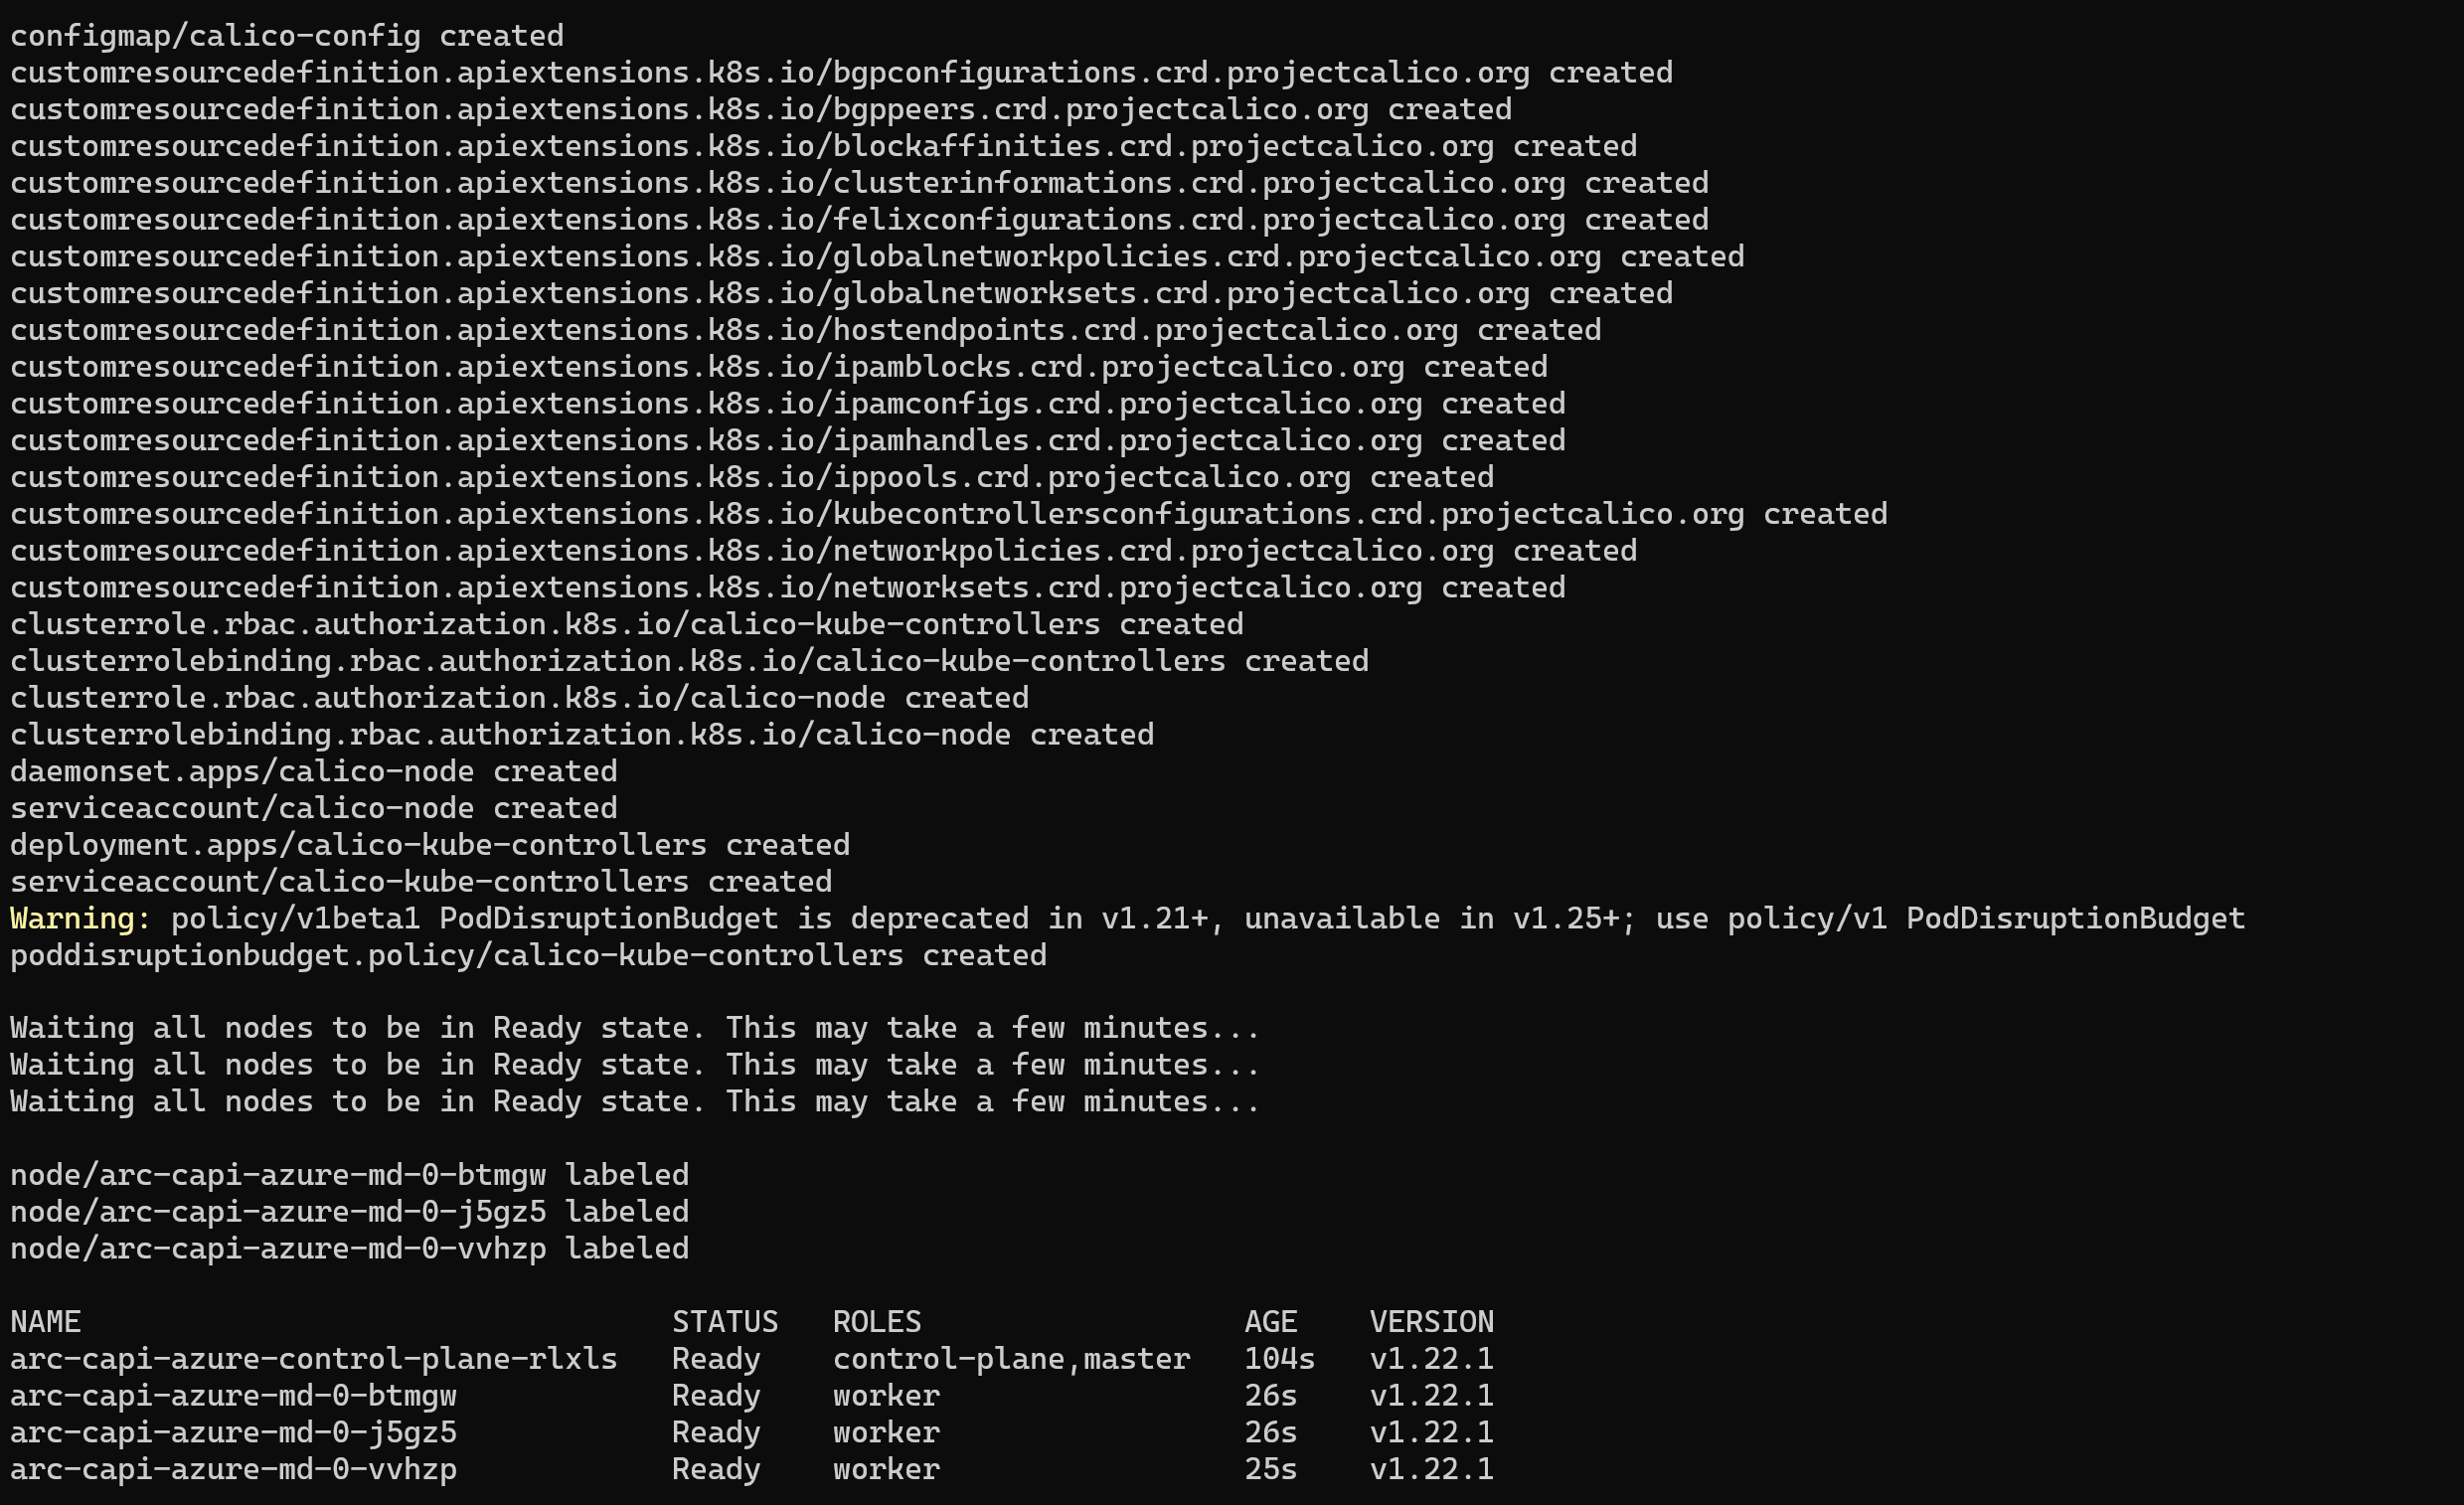 configmap/calico-config created
customresourcedefinition.apiextensions.k8s.io/bgpconfigurations.crd.projectcalico.org created
customresourcedefinition.apiextensions.k8s.io/bgppeers.crd.projectcalico.org created
customresourcedefinition.apiextensions.k8s.io/blockaffinities.crd.projectcalico.org created
customresourcedefinition.apiextensions.k8s.io/clusterinformations.crd.projectcalico.org created
customresourcedefinition.apiextensions.k8s.io/felixconfigurations.crd.projectcalico.org created
customresourcedefinition.apiextensions.k8s.io/globalnetworkpolicies.crd.projectcalico.org created
customresourcedefinition.apiextensions.k8s.io/globalnetworksets.crd.projectcalico.org created
customresourcedefinition.apiextensions.k8s.io/hostendpoints.crd.projectcalico.org created
customresourcedefinition.apiextensions.k8s.io/ipamblocks.crd.projectcalico.org created
customresourcedefinition.apiextensions.k8s.io/ipamconfigs.crd.projectcalico.org created
customresourcedefinition.apiextensions.k8s.io/ipamhandles.crd.projectcalico.org created
customresourcedefinition.apiextensions.k8s.io/ippools.crd.projectcalico.org created
customresourcedefinition.apiextensions.k8s.io/kubecontrollersconfigurations.crd.projectcalico.org created
customresourcedefinition.apiextensions.k8s.io/networkpolicies.crd.projectcalico.org created
customresourcedefinition.apiextensions.k8s.io/networksets.crd.projectcalico.org created
clusterrole.rbac.authorization.k8s.io/calico-kube-controllers created
clusterrolebinding.rbac.authorization.k8s.io/calico-kube-controllers created
clusterrole.rbac.authorization.k8s.io/calico-node created
clusterrolebinding.rbac.authorization.k8s.io/calico-node created
daemonset.apps/calico-node created
serviceaccount/calico-node created
deployment.apps/calico-kube-controllers created
serviceaccount/calico-kube-controllers created
Warning: policy/v1beta1 PodDisruptionBudget is deprecated in v1.21+, unavailable in v1.25+; use policy/v1 PodDisruptionBudget
poddisruptionbudget.policy/calico-kube-controllers created

Waiting all nodes to be in Ready state. This may take a few minutes...
Waiting all nodes to be in Ready state. This may take a few minutes...
Waiting all nodes to be in Ready state. This may take a few minutes...

node/arc-capi-azure-md-0-btmgw labeled
node/arc-capi-azure-md-0-j5gz5 labeled
node/arc-capi-azure-md-0-vvhzp labeled

NAME                                 STATUS   ROLES                  AGE    VERSION
arc-capi-azure-control-plane-rlxls   Ready    control-plane,master   104s   v1.22.1
arc-capi-azure-md-0-btmgw            Ready    worker                 26s    v1.22.1
arc-capi-azure-md-0-j5gz5            Ready    worker                 26s    v1.22.1
arc-capi-azure-md-0-vvhzp            Ready    worker                 25s    v1.22.1